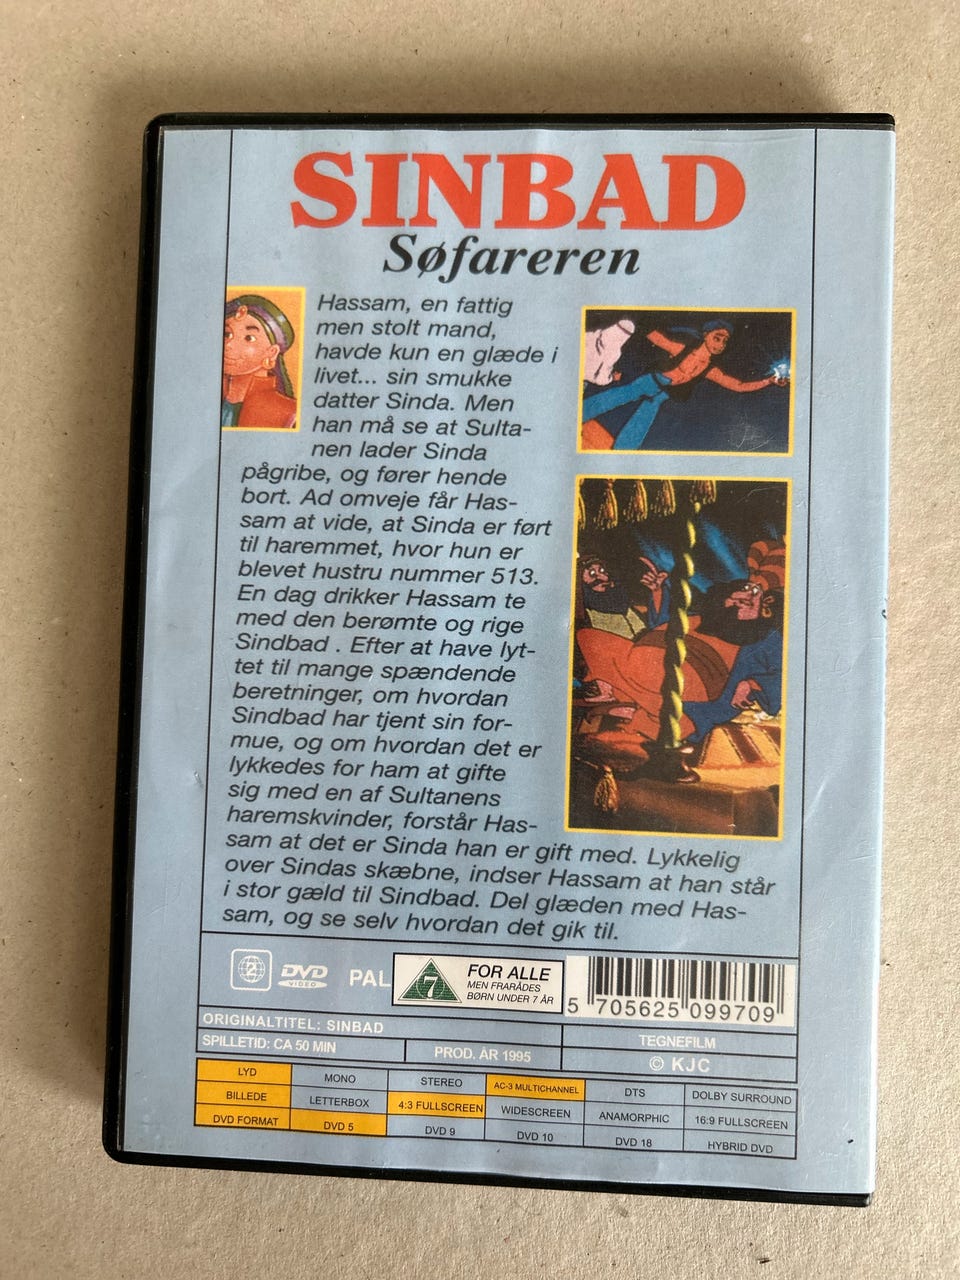 SINBAD
Søfareren
Hassam, en fattig
men stolt mand,
havde kun en glæde i
livet... sin smukke
datter Sinda. Men
han må se at Sulta-
nen lader Sinda
pågribe, og fører hende
bort. Ad omveje får Has-
sam at vide, at Sinda er ført
til haremmet, hvor hun er
blevet hustru nummer 513.
En dag drikker Hassam te
med den berømte og rige
Sindbad . Efter at have lyt-
tet til mange spændende
beretninger, om hvordan
Sindbad har tjent sin for-
mue, og om hvordan det er
lykkedes for ham at gifte
sig med en af Sultanens
haremskvinder, forstår Has-
sam at det er Sinda han er gift med. Lykkelig
over Sindas skæbne, indser Hassam at han står
i stor gæld til Sindbad. Del glæden med Has-
sam, og se selv hvordan det gik til.
2 DVD VIDEO PAL
7
FOR ALLE
MEN FRARÅDES
BØRN UNDER 7 ÅR
5 705625 099709
ORIGINALTITEL: SINBAD
TEGNEFILM
SPILLETID: CA 50 MIN PROD. ÅR 1995 © KJC
LYD MONO STEREO AC-3 MULTICHANNEL DTS DOLBY SURROUND
BILLEDE LETTERBOX 4:3 FULLSCREEN WIDESCREEN ANAMORPHIC 16:9 FULLSCREEN
DVD FORMAT DVD 5 DVD 9 DVD 10 DVD 18 HYBRID DVD